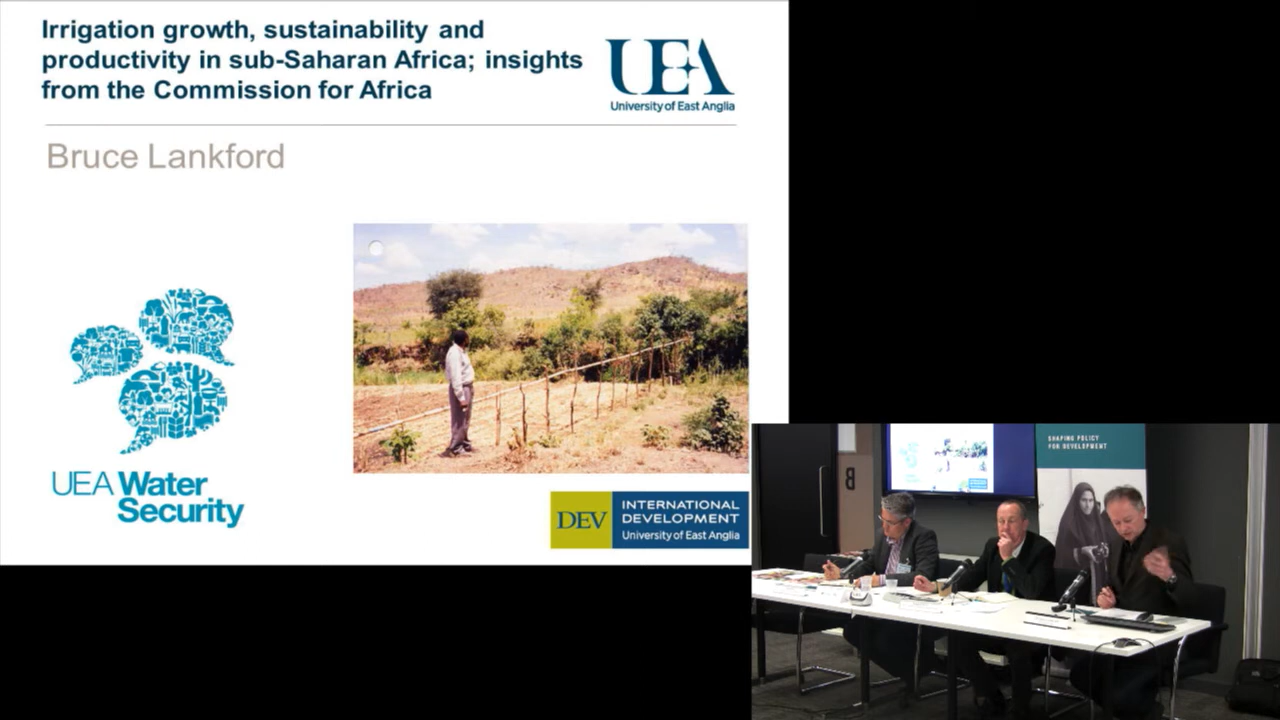 Irrigation growth, sustainability and
productivity in sub-Saharan Africa; insights
from the Commission for Africa
UEA
University of East Anglia
Bruce Lankford
UEA Water
Security
DEV
INTERNATIONAL
DEVELOPMENT
University of East Anglia
SHAPING POLICY
FOR DEVELOPMENT